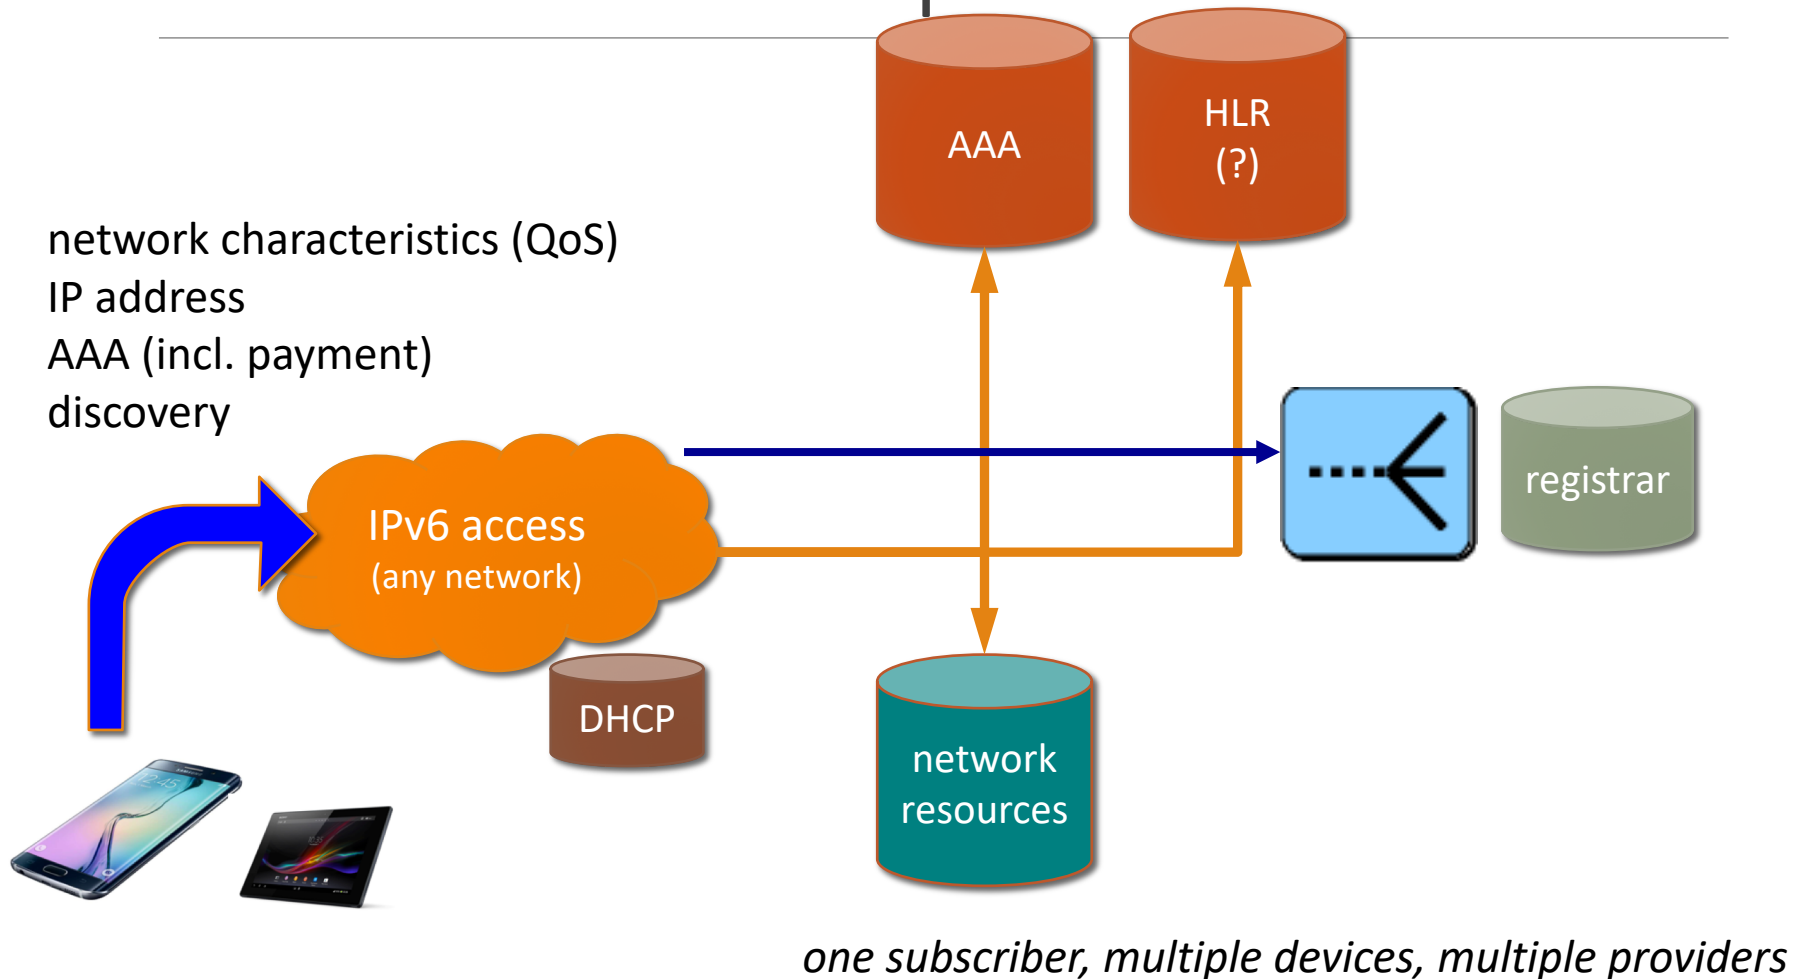 AAA
HLR
(?)
network characteristics (QoS)
IP address
AAA (incl. payment)
discovery
IPv6 access
(any network)
registrar
DHCP
network
resources
one subscriber, multiple devices, multiple providers